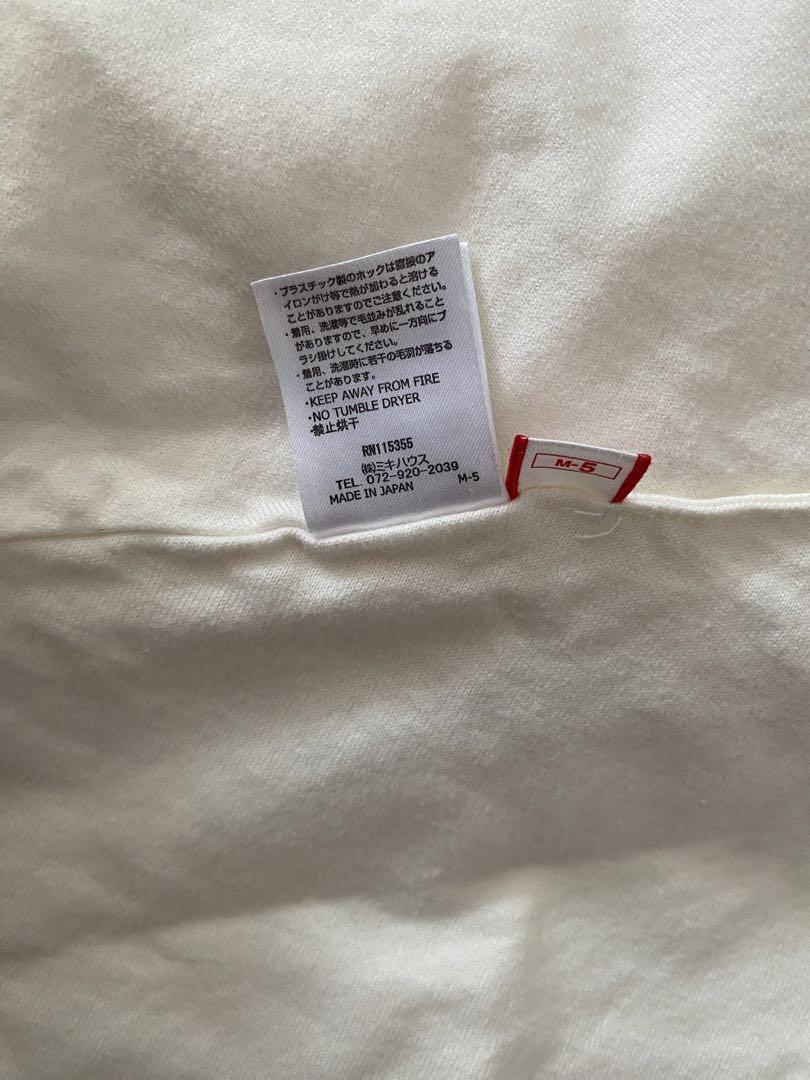 ・プラスチック製のホックは直接のア
イロンがけ等で熱が加わると溶ける
ことがありますのでご注意ください。
・着用、洗濯等で毛並みが乱れること
がありますので、早めに一方向にブ
ラシ掛けしてください。
・着用、洗濯時に若干の毛羽が落ちる
ことがあります。
・KEEP AWAY FROM FIRE
・NO TUMBLE DRYER
・禁止烘干
RN115355
㈱ミキハウス
TEL. 072-920-2039
MADE IN JAPAN M-5
M-5